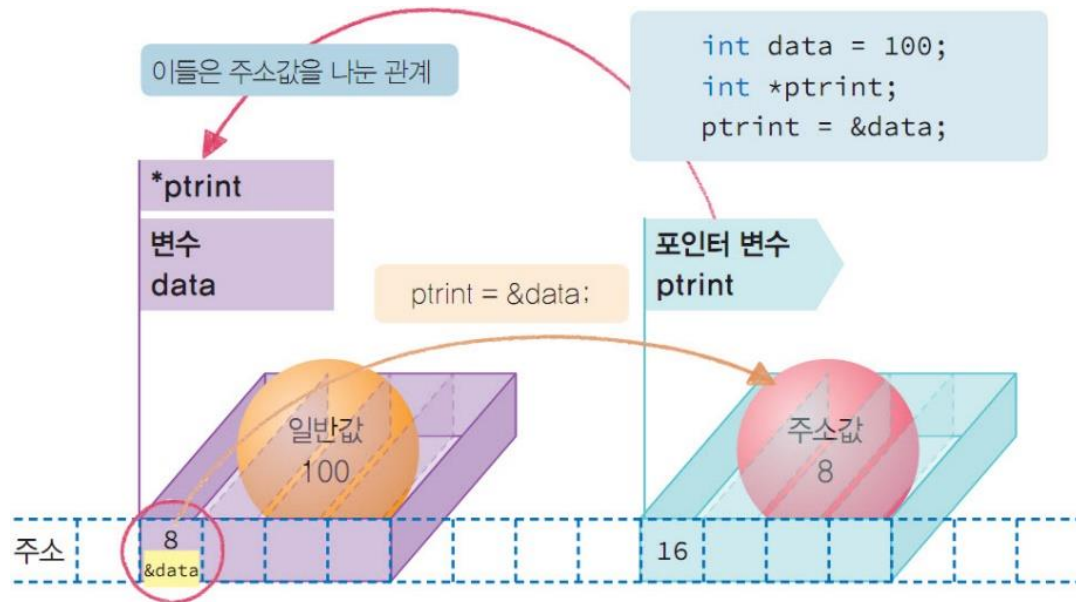 int data = 100;
int *ptrint;
ptrint = &data;
이들은 주소값을 나눈 관계
*ptrint
변수
data
포인터 변수
ptrint
ptrint = &data;
일반값
100
주소값
8
주소
8
&data
16